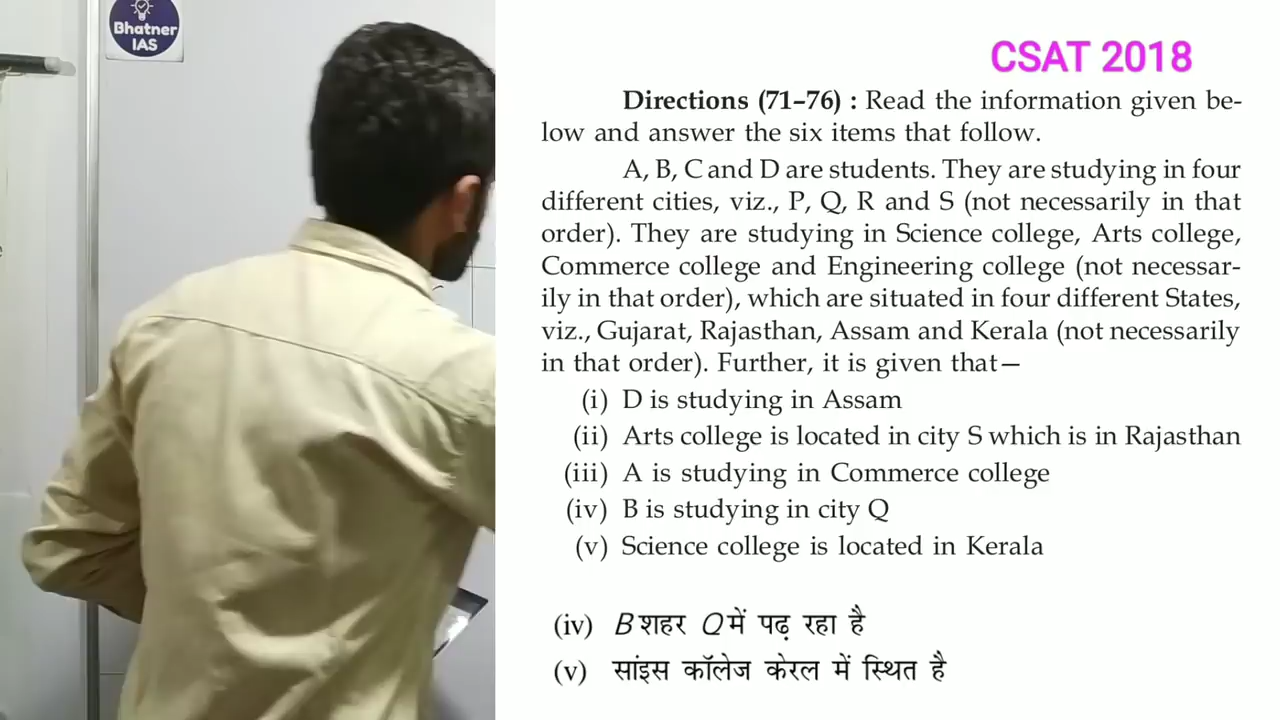 Bhatner
IAS
CSAT 2018
Directions (71–76) : Read the information given be-
low and answer the six items that follow.
A, B, C and D are students. They are studying in four
different cities, viz., P, Q, R and S (not necessarily in that
order). They are studying in Science college, Arts college,
Commerce college and Engineering college (not necessar-
ily in that order), which are situated in four different States,
viz., Gujarat, Rajasthan, Assam and Kerala (not necessarily
in that order). Further, it is given that—
(i) D is studying in Assam
(ii) Arts college is located in city S which is in Rajasthan
(iii) A is studying in Commerce college
(iv) B is studying in city Q
(v) Science college is located in Kerala
(iv) B शहर Q में पढ़ रहा है
(v) सांइस कॉलेज केरल में स्थित है